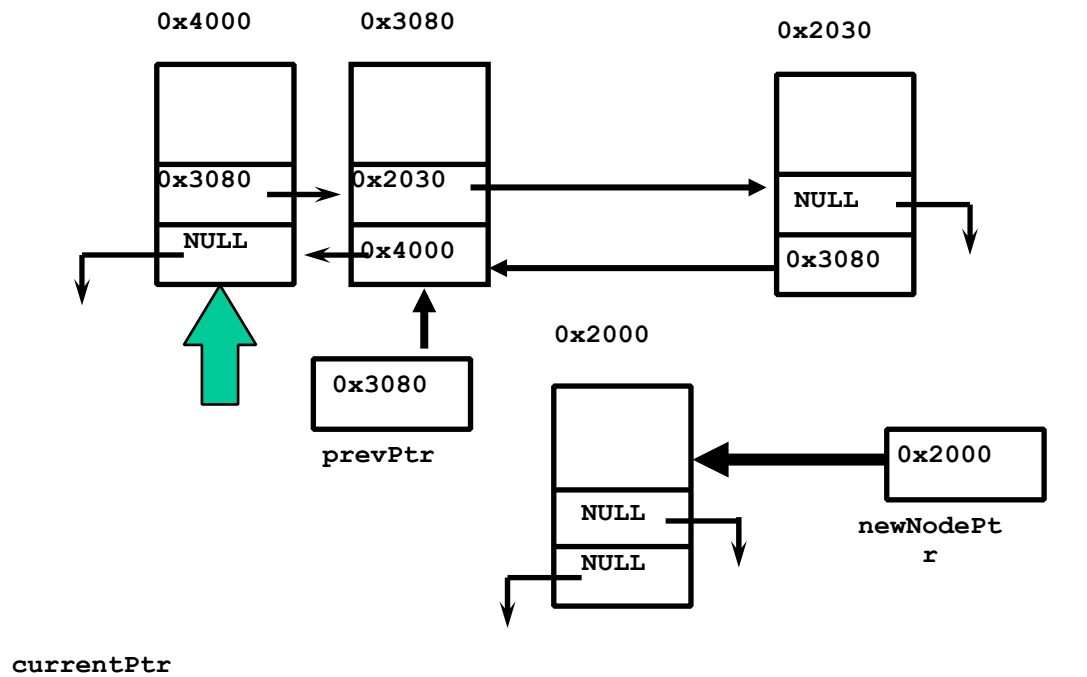 0x4000
0x3080
0x2030
0x3080
0x2030
NULL
NULL
0x4000
0x3080
0x2000
0x3080
prevPtr
0x2000
newNodePt
r
NULL
NULL
currentPtr